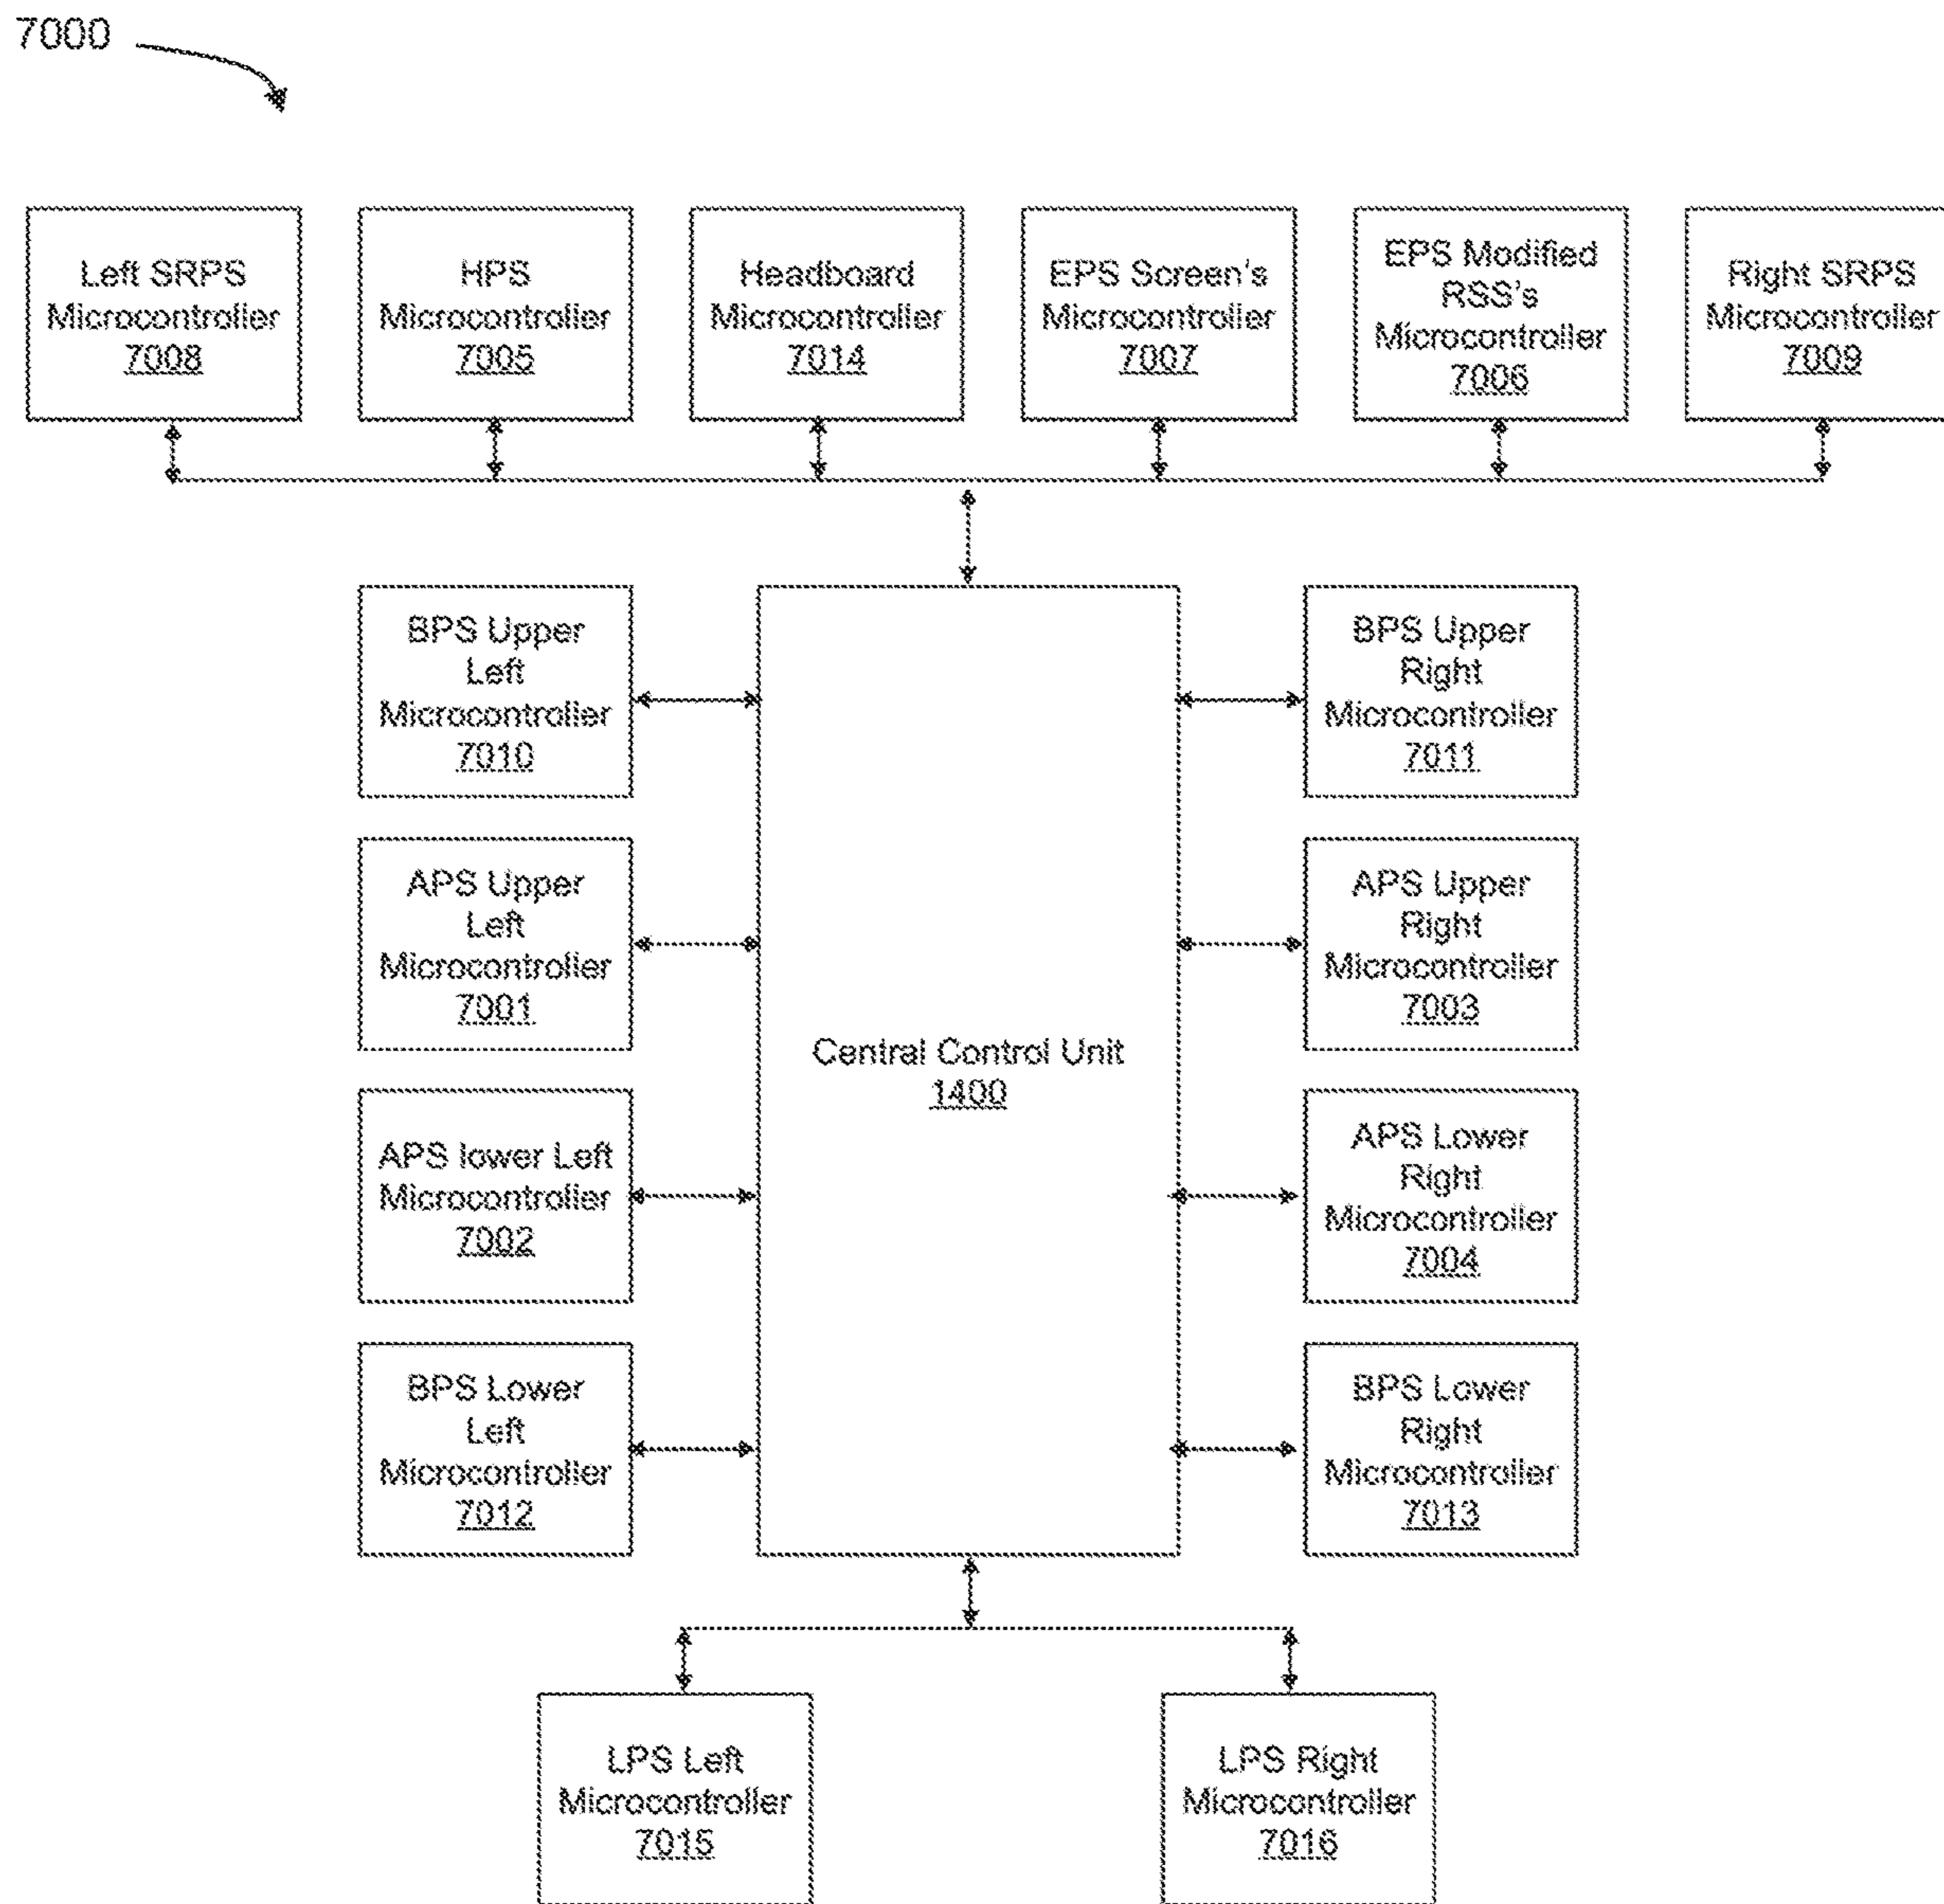 7000
Left SRPS
Microcontroller
7008
HPS
Microcontroller
7005
Headboard
Microcontroller
7014
EPS Screen's
Microcontroller
7007
EPS Modified
RSS's
Microcontroller
7006
Right SRPS
Microcontroller
7009
BPS Upper
Left
Microcontroller
7010
APS Upper
Left
Microcontroller
7001
APS lower Left
Microcontroller
7002
BPS Lower
Left
Microcontroller
7012
Central Control Unit
1400
BPS Upper
Right
Microcontroller
7011
APS Upper
Right
Microcontroller
7003
APS Lower
Right
Microcontroller
7004
BPS Lower
Right
Microcontroller
7013
LPS Left
Microcontroller
7015
LPS Right
Microcontroller
7016